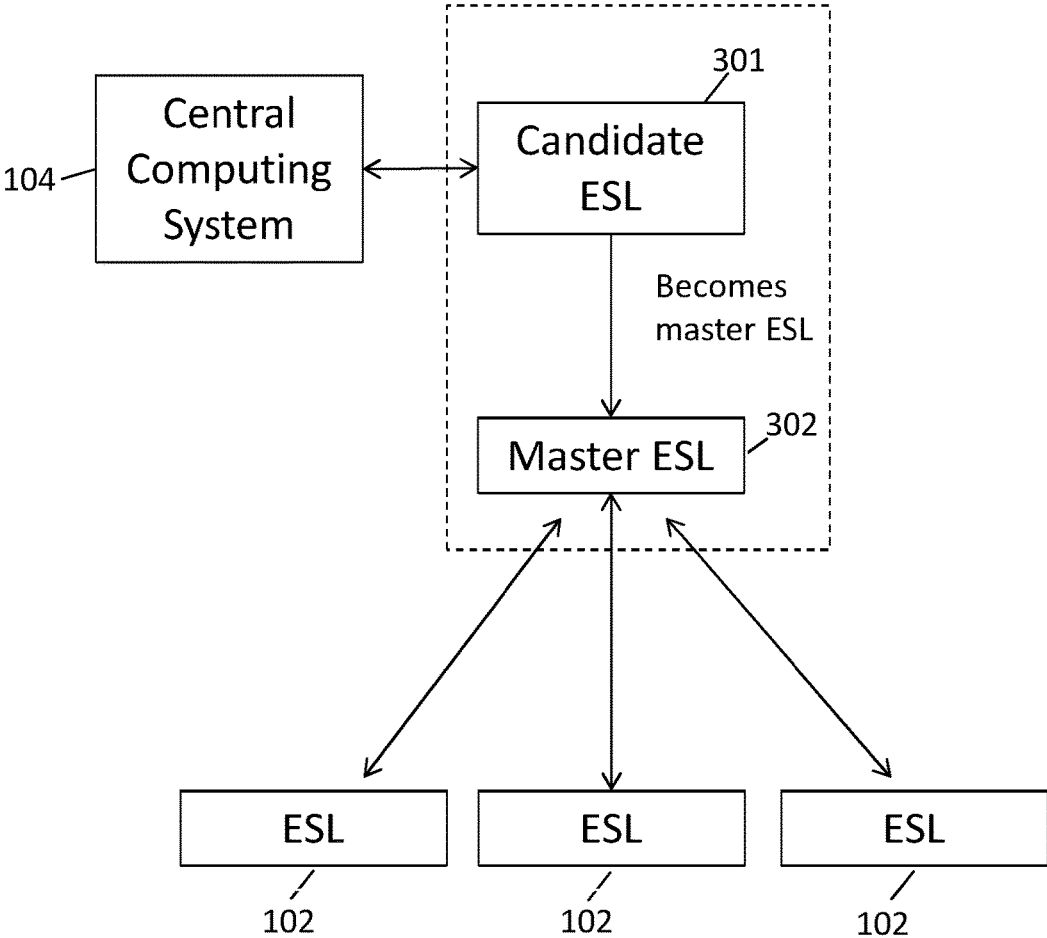 301
Central
Computing
System
104
Candidate
ESL
Becomes
master ESL
302
Master ESL
ESL
ESL
ESL
102
102
102